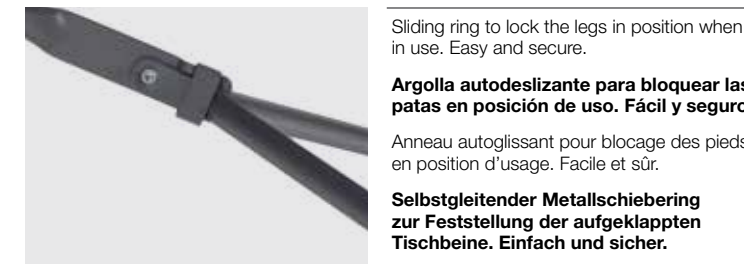 Sliding ring to lock the legs in position when
in use. Easy and secure.
Argolla autodeslizante para bloquear las
patas en posición de uso. Fácil y seguro
Anneau autoglissant pour blocage des pieds
en position d’usage. Facile et sûr.
Selbstgleitender Metallschiebering
zur Feststellung der aufgeklappten
Tischbeine. Einfach und sicher.